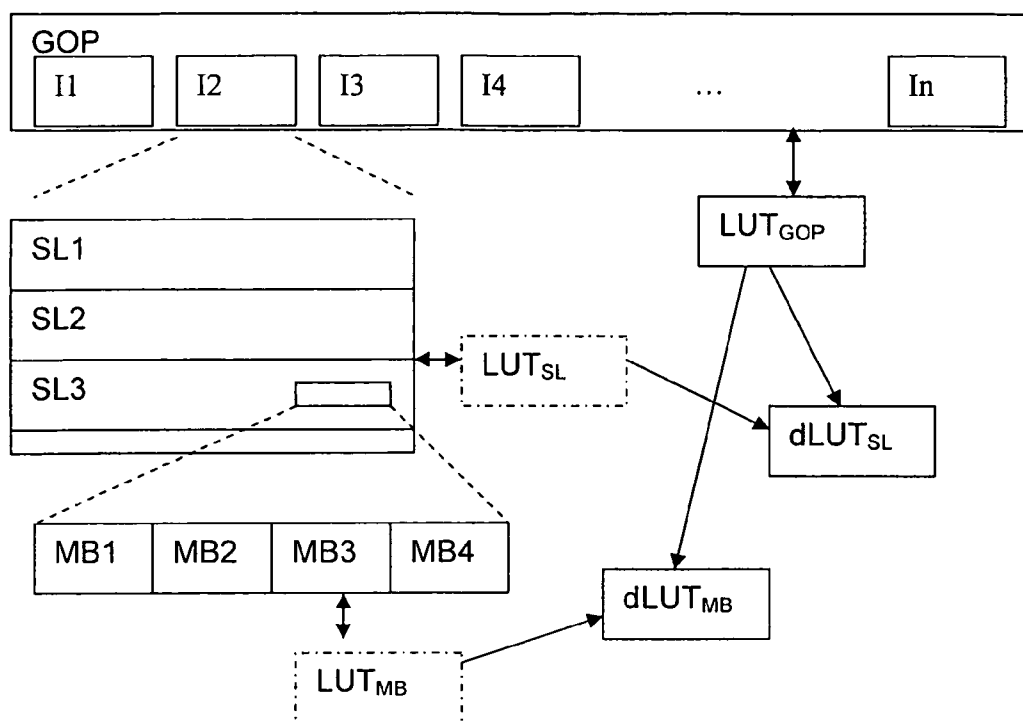 GOP
I1 I2 I3 I4 ... In
LUT_GOP
SL1
SL2
LUT_SL
SL3
dLUT_SL
MB1 MB2 MB3 MB4
dLUT_MB
LUT_MB